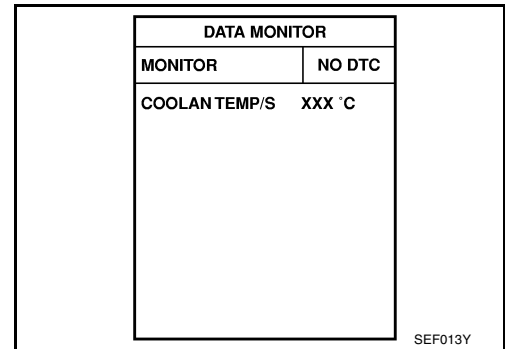 DATA MONITOR
MONITOR NO DTC
COOLAN TEMP/S XXX °C
SEF013Y